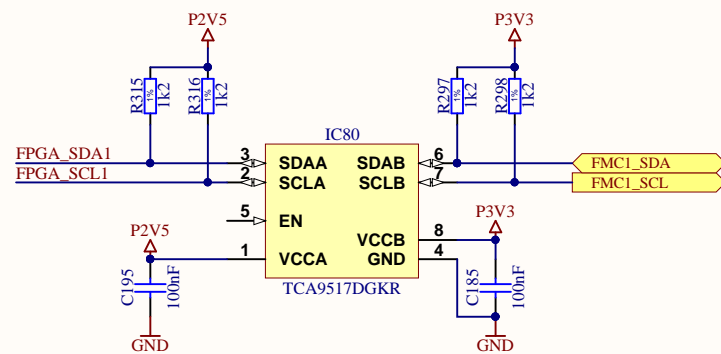 P2V5
P3V3
R315
1%
1k2
R316
1%
1k2
R297
1%
1k2
R298
1%
1k2
IC80
FPGA_SDA1
3
SDAA
SDAB
6
FMC1_SDA
FPGA_SCL1
2
SCLA
SCLB
7
FMC1_SCL
5
EN
P2V5
P3V3
VCCB
8
1
VCCA
GND
4
C195
100nF
TCA9517DGKR
C185
100nF
GND
GND